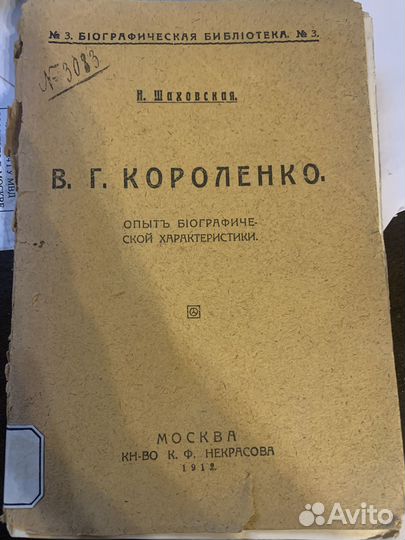 № 3. БІОГРАФИЧЕСКАЯ БИБЛІОТЕКА. № 3.
№ 3083
Н. Шаховская.
В. Г. КОРОЛЕНКО.
ОПЫТЪ БІОГРАФИЧЕ-
СКОЙ ХАРАКТЕРИСТИКИ.
МОСКВА
КН-ВО К. Ф. НЕКРАСОВА
1912
Avito